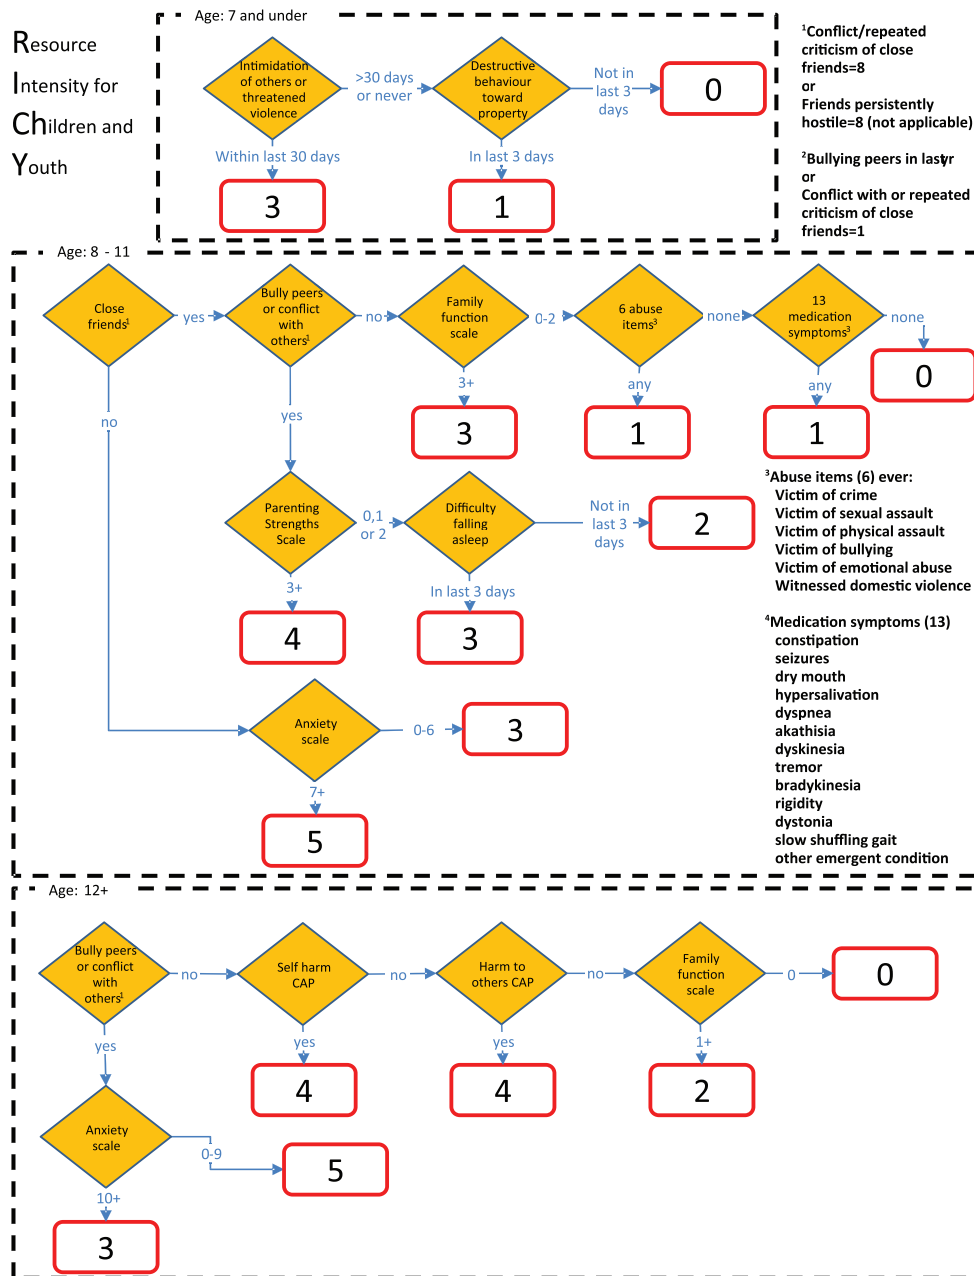 Resource
Intensity for
Children and
Youth
Age: 7 and under
Intimidation
of others or
threatened
violence
>30 days
or never
Destructive
behaviour
toward
property
Not in
last 3
days
0
Within last 30 days
3
In last 3 days
1
1Conflict/repeated
criticism of close
friends=8
or
Friends persistently
hostile=8 (not applicable)
2Bullying peers in last yr
or
Conflict with or repeated
criticism of close
friends=1
Age: 8 - 11
Close
friends1
yes
Bully peers
or conflict
with
others1
no
Family
function
scale
0-2
6 abuse
items3
none
13
medication
symptoms3
none
0
no
yes
3+
3
any
1
any
1
Parenting
Strengths
Scale
0,1
or 2
Difficulty
falling
asleep
Not in
last 3
days
2
3+
4
In last 3 days
3
Anxiety
scale
0-6
3
7+
5
3Abuse items (6) ever:
Victim of crime
Victim of sexual assault
Victim of physical assault
Victim of bullying
Victim of emotional abuse
Witnessed domestic violence
4Medication symptoms (13)
constipation
seizures
dry mouth
hypersalivation
dyspnea
akathisia
dyskinesia
tremor
bradykinesia
rigidity
dystonia
slow shuffling gait
other emergent condition
Age: 12+
Bully peers
or conflict
with
others1
no
Self harm
CAP
no
Harm to
others CAP
no
Family
function
scale
0
0
yes
yes
4
yes
4
1+
2
Anxiety
scale
0-9
5
10+
3